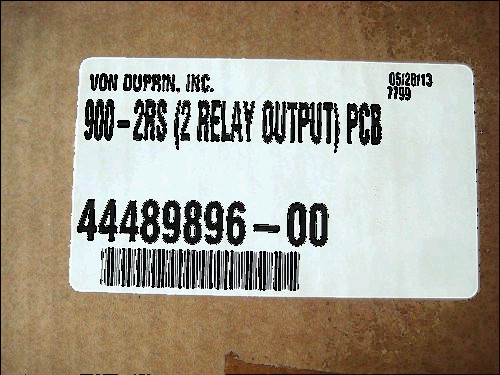 VON DUPRIN, INC.
05/28/13
7799
900-2RS (2 RELAY OUTPUT) PCB
44489896-00